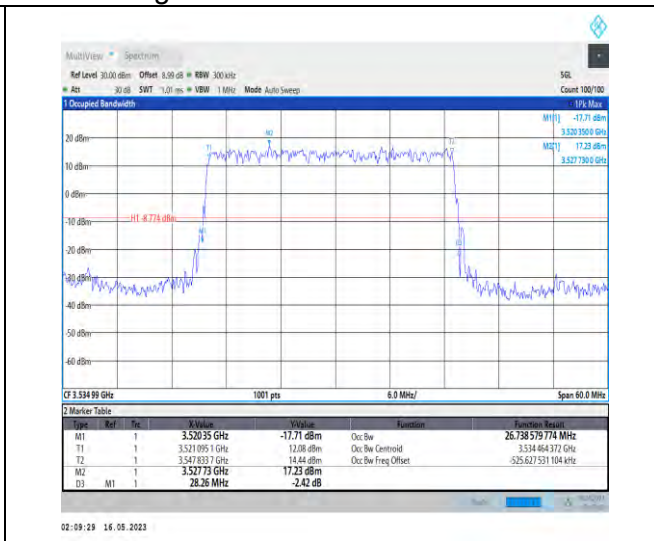 MultiView Spectrum
Ref Level 30.00 dBm Offset 8.99 dB RBW 300 kHz SGL
Att 30 dB SWT 1.01 ms VBW 1 MHz Mode Auto Sweep Count 100/100
1 Occupied Bandwidth 1Pk Max
M1[1] -17.71 dBm
3.520 350 0 GHz
M2[1] 17.23 dBm
3.527 730 0 GHz
M2
T1
T2
20 dBm
10 dBm
0 dBm
-10 dBm
H1 -8.774 dBm
M1
D3
-20 dBm
-30 dBm
-40 dBm
-50 dBm
-60 dBm
CF 3.534 99 GHz 1001 pts 6.0 MHz/ Span 60.0 MHz
2 Marker Table
Type Ref Trc X-Value Y-Value Function Function Result
M1 1 3.520 35 GHz -17.71 dBm Occ Bw 26.738 579 774 MHz
T1 1 3.521 095 1 GHz 12.08 dBm Occ Bw Centroid 3.534 464 372 GHz
T2 1 3.547 833 7 GHz 14.44 dBm Occ Bw Freq Offset -525.627 531 104 kHz
M2 1 3.527 73 GHz 17.23 dBm
D3 M1 1 28.26 MHz -2.42 dB
02:09:29 16.05.2023